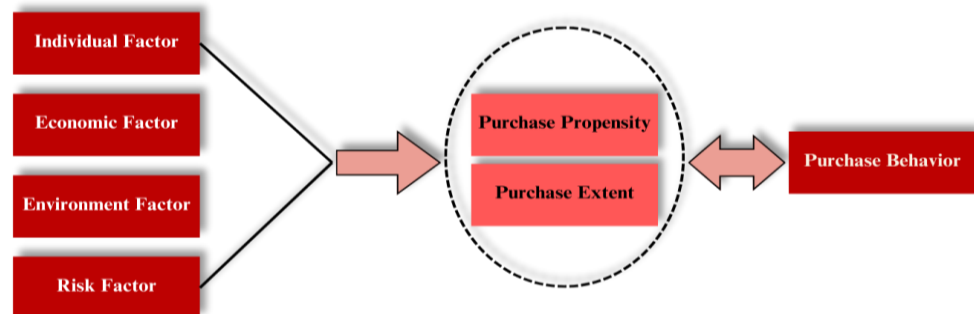 Individual Factor
Economic Factor
Environment Factor
Risk Factor
Purchase Propensity
Purchase Extent
Purchase Behavior